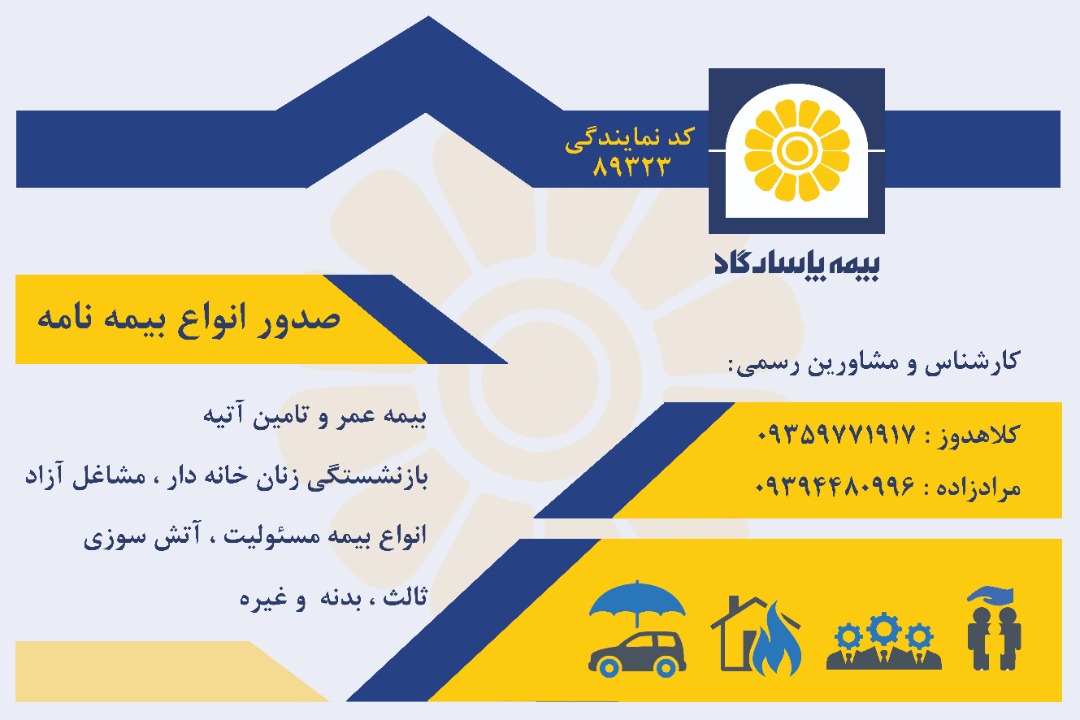 کد نمایندگی
۸۹۳۲۳
بیمه پاسارگاد
صدور انواع بیمه نامه
کارشناس و مشاورین رسمی:
کلاهدوز : ۰۹۳۵۹۷۷۱۹۱۷
مرادزاده : ۰۹۳۹۴۴۸۰۹۹۶
بیمه عمر و تامین آتیه
بازنشستگی زنان خانه دار ، مشاغل آزاد
انواع بیمه مسئولیت ، آتش سوزی
ثالث ، بدنه و غیره